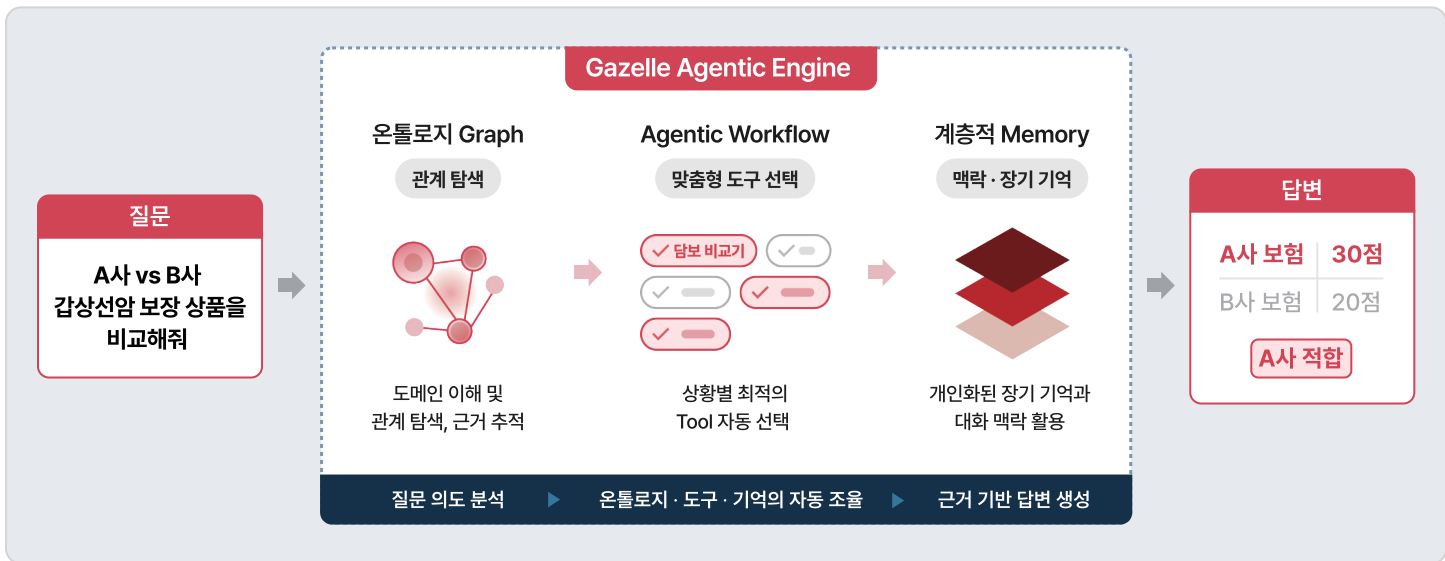 Gazelle Agentic Engine
질문
A사 vs B사
갑상선암 보장 상품을
비교해줘
온톨로지 Graph
관계 탐색
도메인 이해 및
관계 탐색, 근거 추적
Agentic Workflow
맞춤형 도구 선택
담보 비교기
상황별 최적의
Tool 자동 선택
계층적 Memory
맥락 · 장기 기억
개인화된 장기 기억과
대화 맥락 활용
질문 의도 분석
온톨로지 · 도구 · 기억의 자동 조율
근거 기반 답변 생성
답변
A사 보험 30점
B사 보험 20점
A사 적합